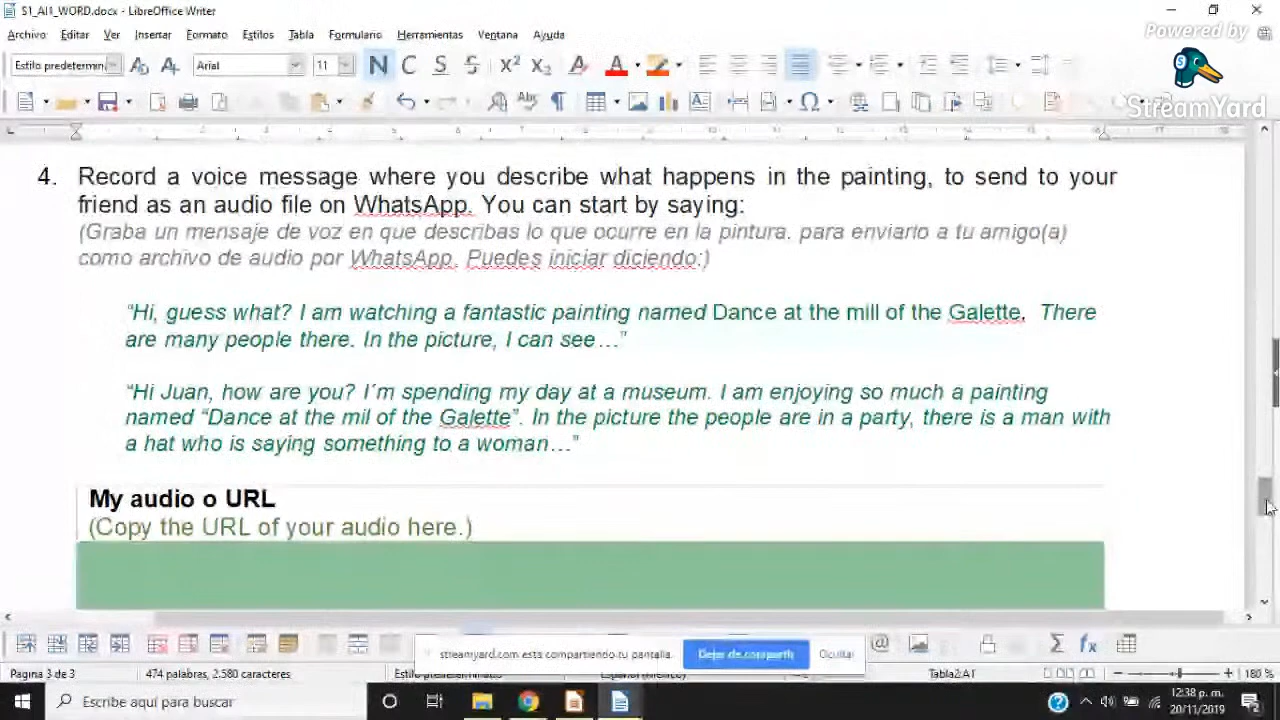 S1_AI1_WORD.docx - LibreOffice Writer
Powered by
Archivo Editar Ver Insertar Formato Estilos Tabla Formulario Herramientas Ventana Ayuda
Estilo predetermin Arial 11 N C S S X² X₂ A A
StreamYard
4. Record a voice message where you describe what happens in the painting, to send to your
friend as an audio file on WhatsApp. You can start by saying:
(Graba un mensaje de voz en que describas lo que ocurre en la pintura. para enviarlo a tu amigo(a)
como archivo de audio por WhatsApp. Puedes iniciar diciendo:)
“Hi, guess what? I am watching a fantastic painting named Dance at the mill of the Galette. There
are many people there. In the picture, I can see…”
“Hi Juan, how are you? I´m spending my day at a museum. I am enjoying so much a painting
named “Dance at the mil of the Galette”. In the picture the people are in a party, there is a man with
a hat who is saying something to a woman…”
My audio o URL
(Copy the URL of your audio here.)
streamyard.com está compartiendo tu pantalla. Dejar de compartir Ocultar
Página 3 de 3 474 palabras, 2.580 caracteres Tabla2:A1 180 %
Escribe aquí para buscar
12:38 p. m.
20/11/2019